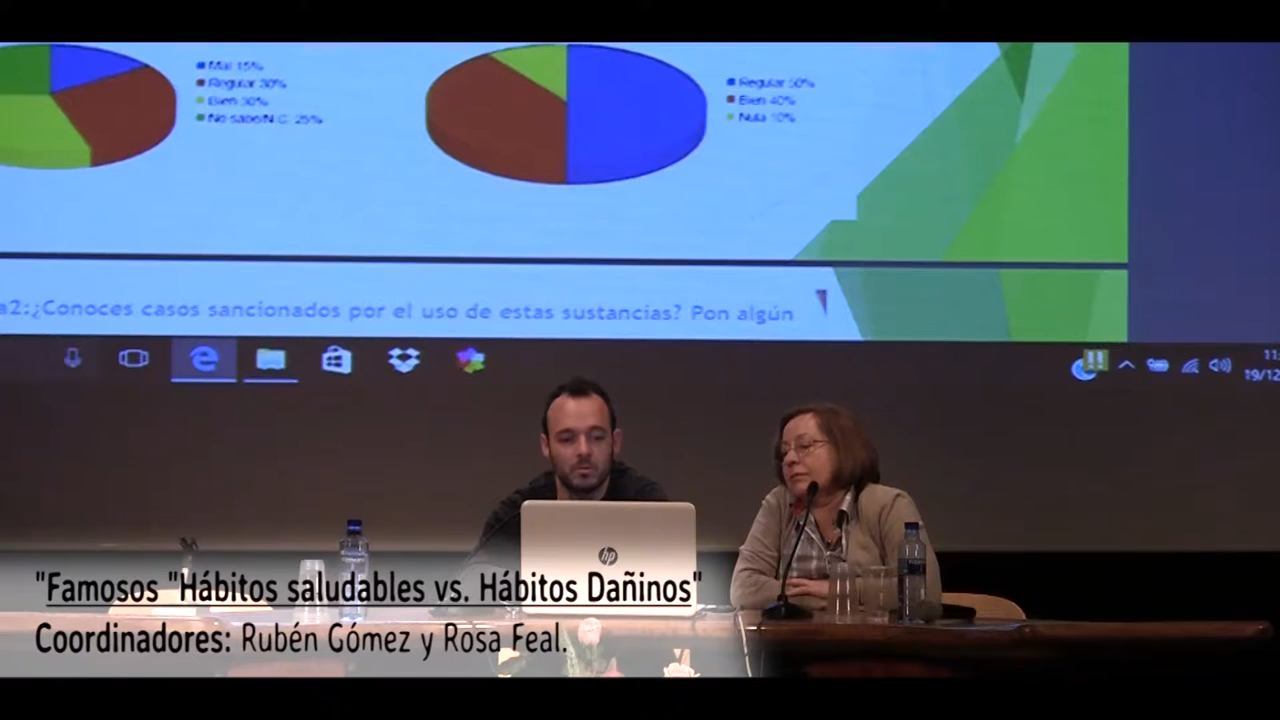 Mal 15%
Regular 30%
Bien 30%
No sabe/N.C. 25%
Regular 50%
Bien 40%
Nula 10%
a2:¿Conoces casos sancionados por el uso de estas sustancias? Pon algún
19/12
hp
"Famosos "Hábitos saludables vs. Hábitos Dañinos"
Coordinadores: Rubén Gómez y Rosa Feal.